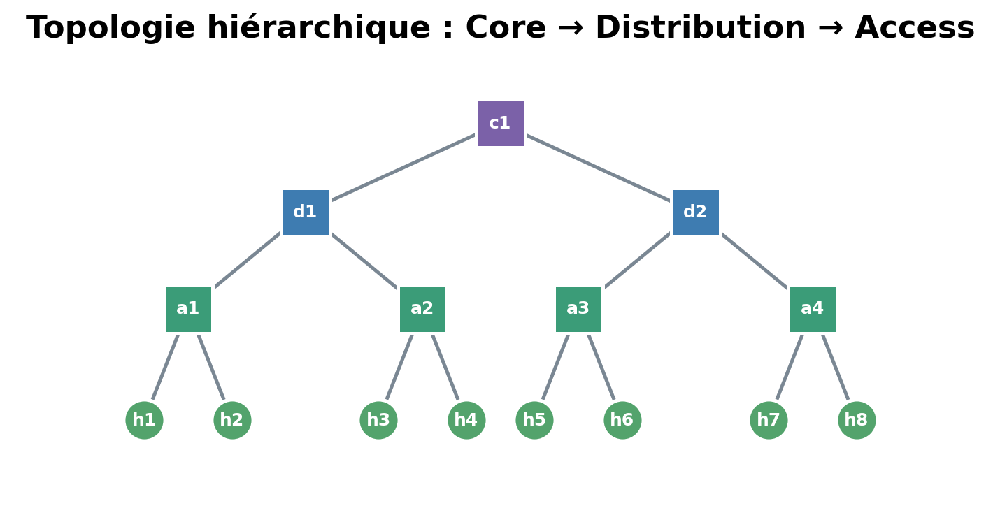 Topologie hiérarchique : Core → Distribution → Access
c1
d1 d2
a1 a2 a3 a4
h1 h2 h3 h4 h5 h6 h7 h8